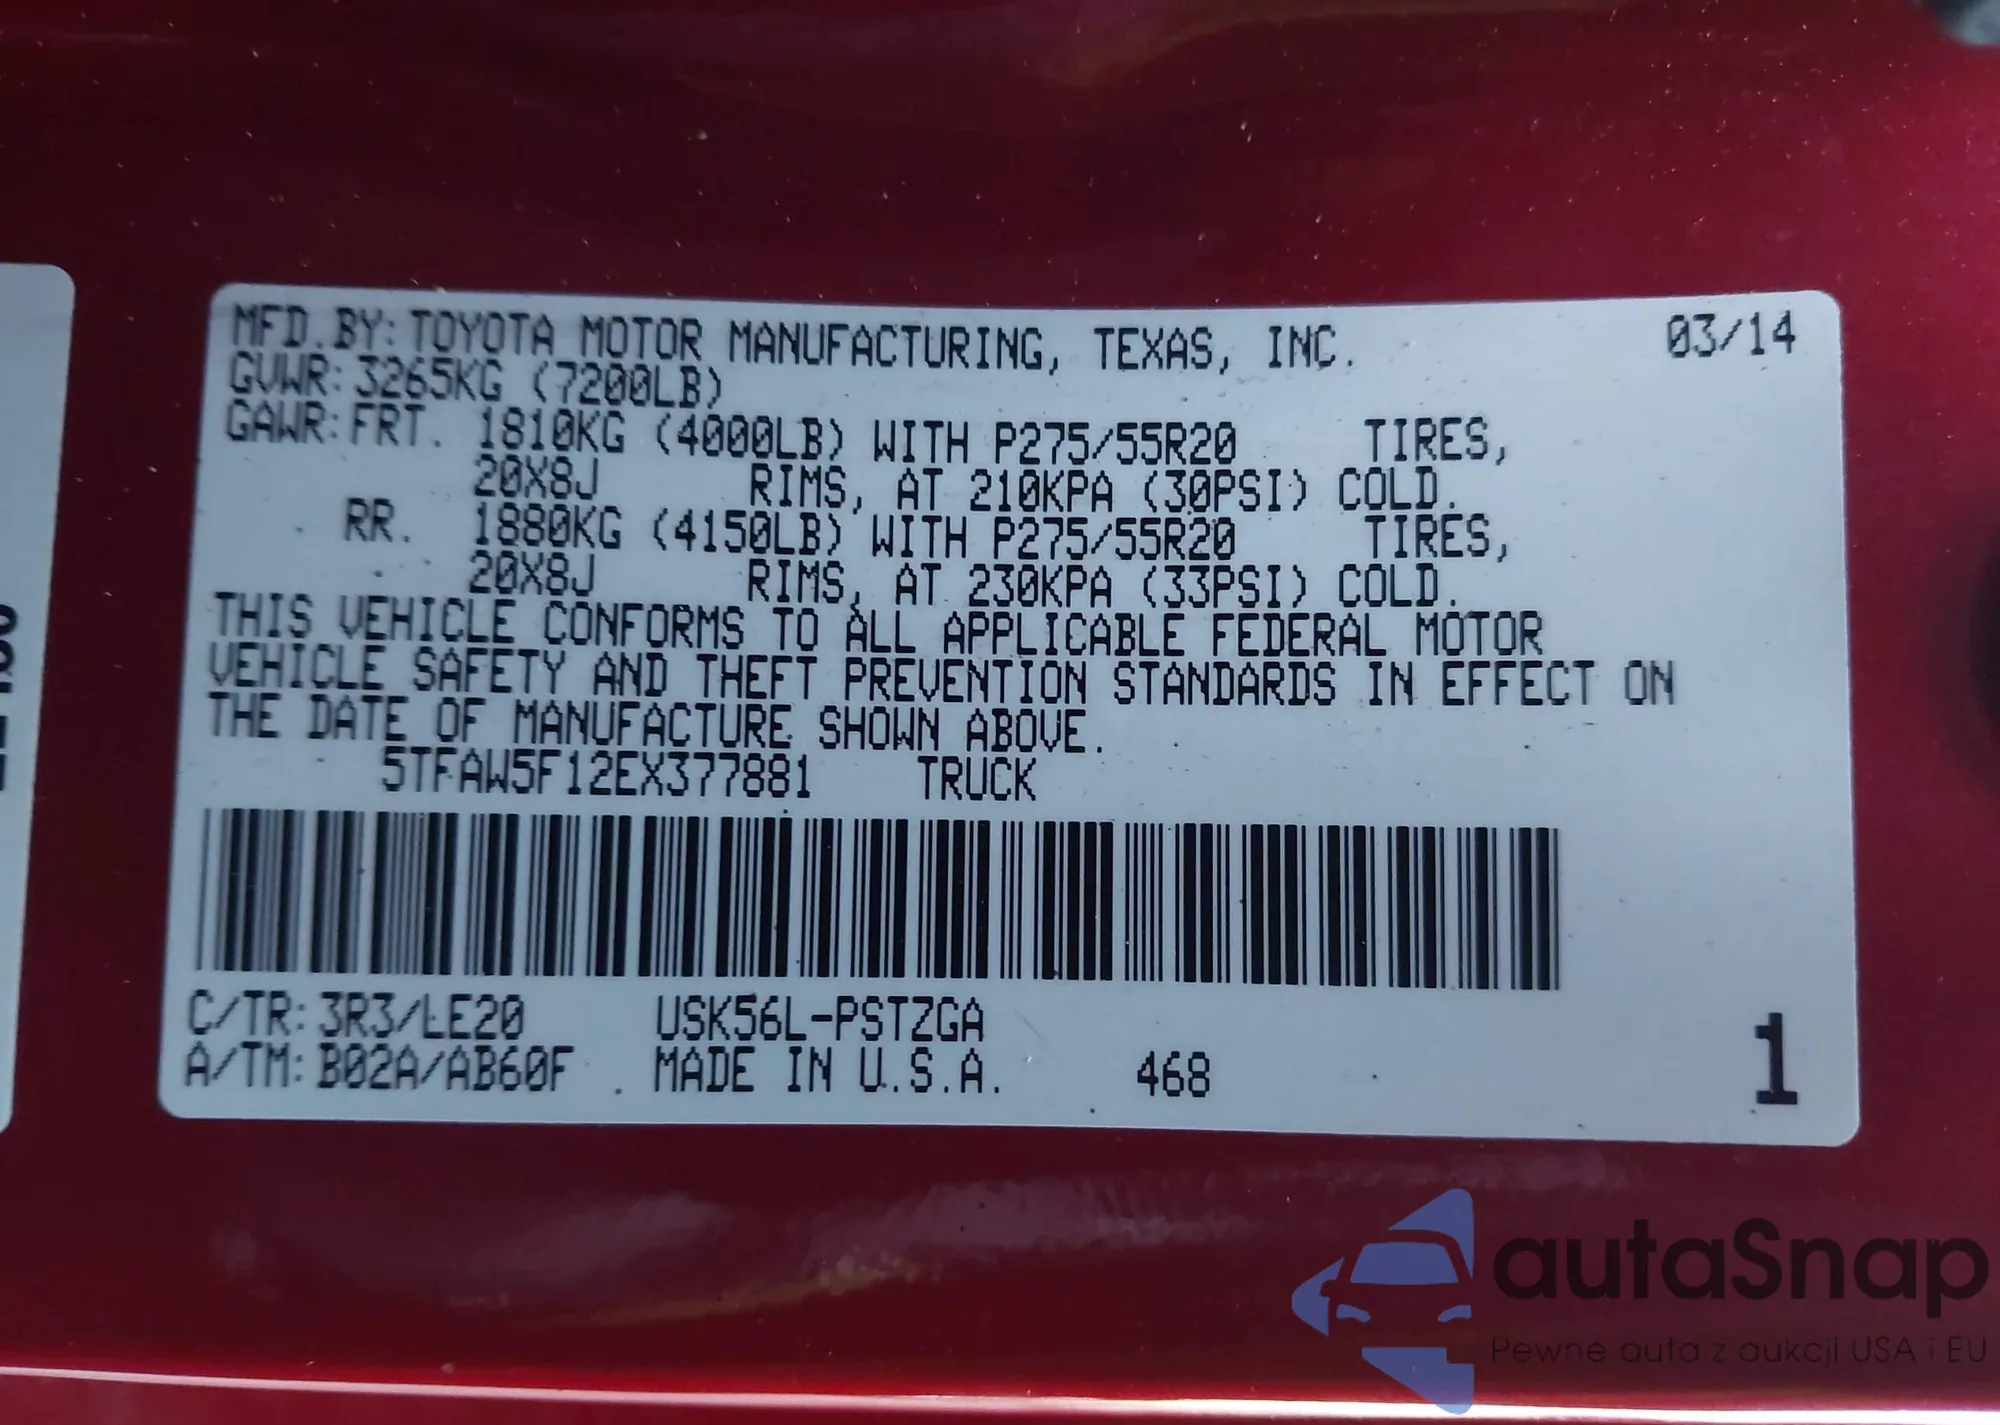 MFD.BY: TOYOTA MOTOR MANUFACTURING, TEXAS, INC. 03/14
GVWR: 3265KG (7200LB)
GAWR: FRT. 1810KG (4000LB) WITH P275/55R20 TIRES,
20X8J RIMS, AT 210KPA (30PSI) COLD.
RR. 1880KG (4150LB) WITH P275/55R20 TIRES,
20X8J RIMS, AT 230KPA (33PSI) COLD.
THIS VEHICLE CONFORMS TO ALL APPLICABLE FEDERAL MOTOR
VEHICLE SAFETY AND THEFT PREVENTION STANDARDS IN EFFECT ON
THE DATE OF MANUFACTURE SHOWN ABOVE.
5TFAW5F12EX377881 TRUCK
C/TR: 3R3/LE20 USK56L-PSTZGA
A/TM: B02A/AB60F MADE IN U.S.A. 468 1
autaSnap
Pewne auta z aukcji USA i EU